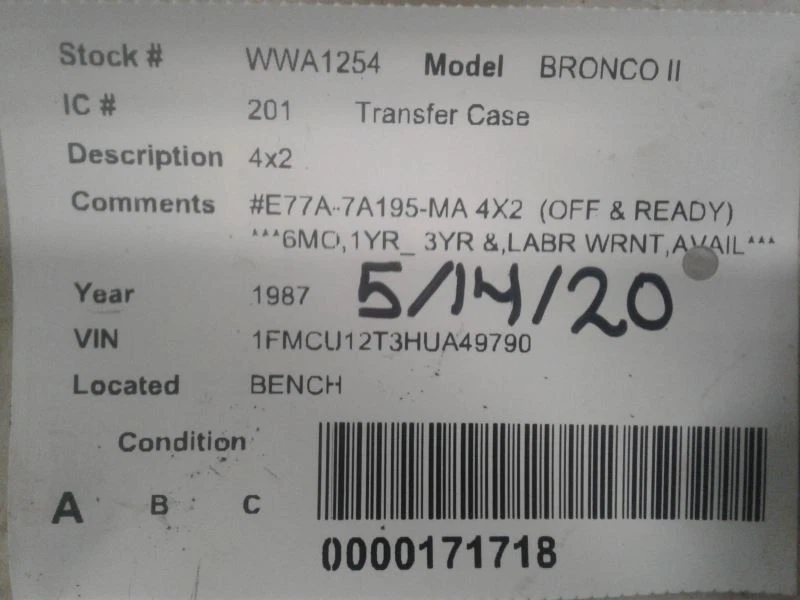 Stock # WWA1254 Model BRONCO II
IC # 201 Transfer Case
Description 4x2
Comments #E77A-7A195-MA 4X2 (OFF & READY)
***6MO,1YR_ 3YR &,LABR WRNT,AVAIL***
Year 1987 5/14/20
VIN 1FMCU12T3HUA49790
Located BENCH
Condition
A B C
0000171718